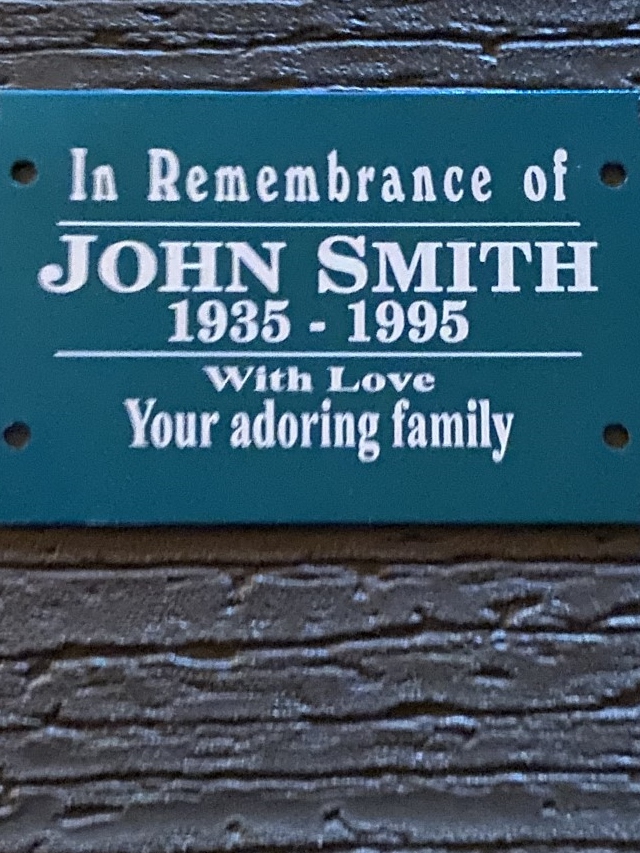 In Remembrance of
JOHN SMITH
1935 - 1995
With Love
Your adoring family